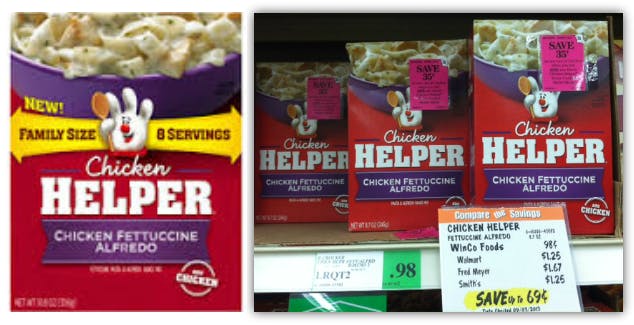 NEW!
FAMILY SIZE 8 SERVINGS
Chicken
HELPER
CHICKEN FETTUCCINE
ALFREDO
ADD
CHICKEN
SAVE
35¢
Chicken
HELPER
CHICKEN FETTUCCINE
ALFREDO
SAVE
35¢
Chicken
HELPER
CHICKEN FETTUCCINE
ALFREDO
SAVE
35¢
Chicken
HELPER
CHICKEN FETTUCCINE
ALFREDO
CHICKEN
LRQT2
.98
Compare the Savings
CHICKEN HELPER
FETTUCCINE ALFREDO
WinCo Foods 98¢
Walmart $1.25
Fred Meyer $1.67
Smith's $1.25
SAVE up to 69¢